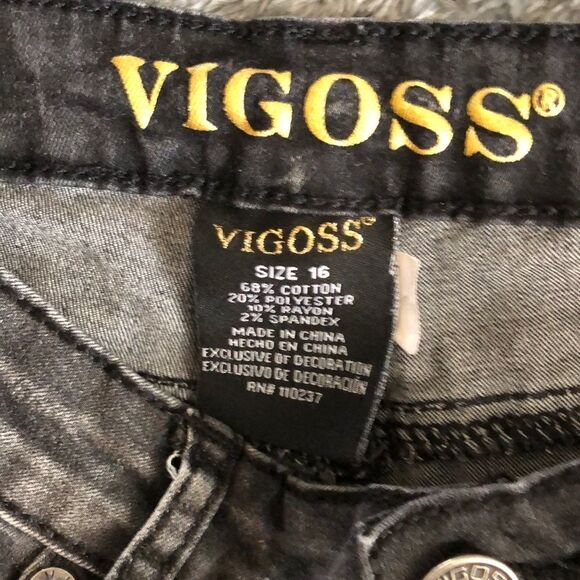 VIGOSS®
VIGOSS
SIZE 16
68% COTTON
20% POLYESTER
10% RAYON
2% SPANDEX
MADE IN CHINA
HECHO EN CHINA
EXCLUSIVE OF DECORATION
EXCLUSIVO DE DECORACIÓN
RN# 110237
VIGOSS